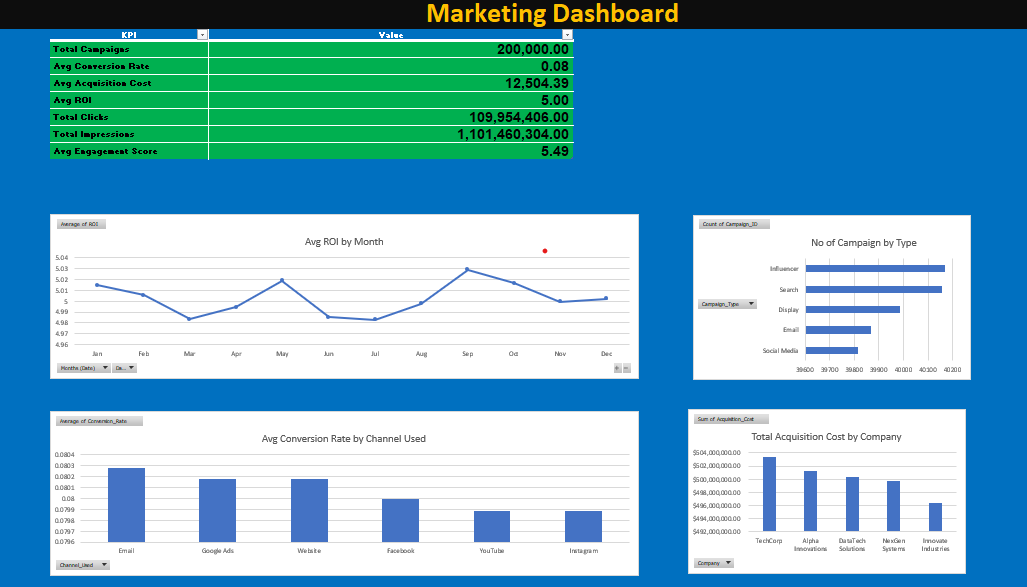 Marketing Dashboard
KPI Value
Total Campaigns 200,000.00
Avg Conversion Rate 0.08
Avg Acquisition Cost 12,504.39
Avg ROI 5.00
Total Clicks 109,954,406.00
Total Impressions 1,101,460,304.00
Avg Engagement Score 5.49
Average of ROI
Avg ROI by Month
5.04
5.03
5.02
5.01
5
4.99
4.98
4.97
4.96
Jan Feb Mar Apr May Jun Jul Aug Sep Oct Nov Dec
Months (Date) Da...
+ -
Count of Campaign_ID
No of Campaign by Type
Campaign_Type
Influencer
Search
Display
Email
Social Media
39600 39700 39800 39900 40000 40100 40200
Average of Conversion_Rate
Avg Conversion Rate by Channel Used
0.0804
0.0803
0.0802
0.0801
0.08
0.0799
0.0798
0.0797
0.0796
Email Google Ads Website Facebook YouTube Instagram
Channel_Used
Sum of Acquisition_Cost
Total Acquisition Cost by Company
$504,000,000.00
$502,000,000.00
$500,000,000.00
$498,000,000.00
$496,000,000.00
$494,000,000.00
$492,000,000.00
TechCorp Alpha DataTech NexGen Innovate
Innovations Solutions Systems Industries
Company